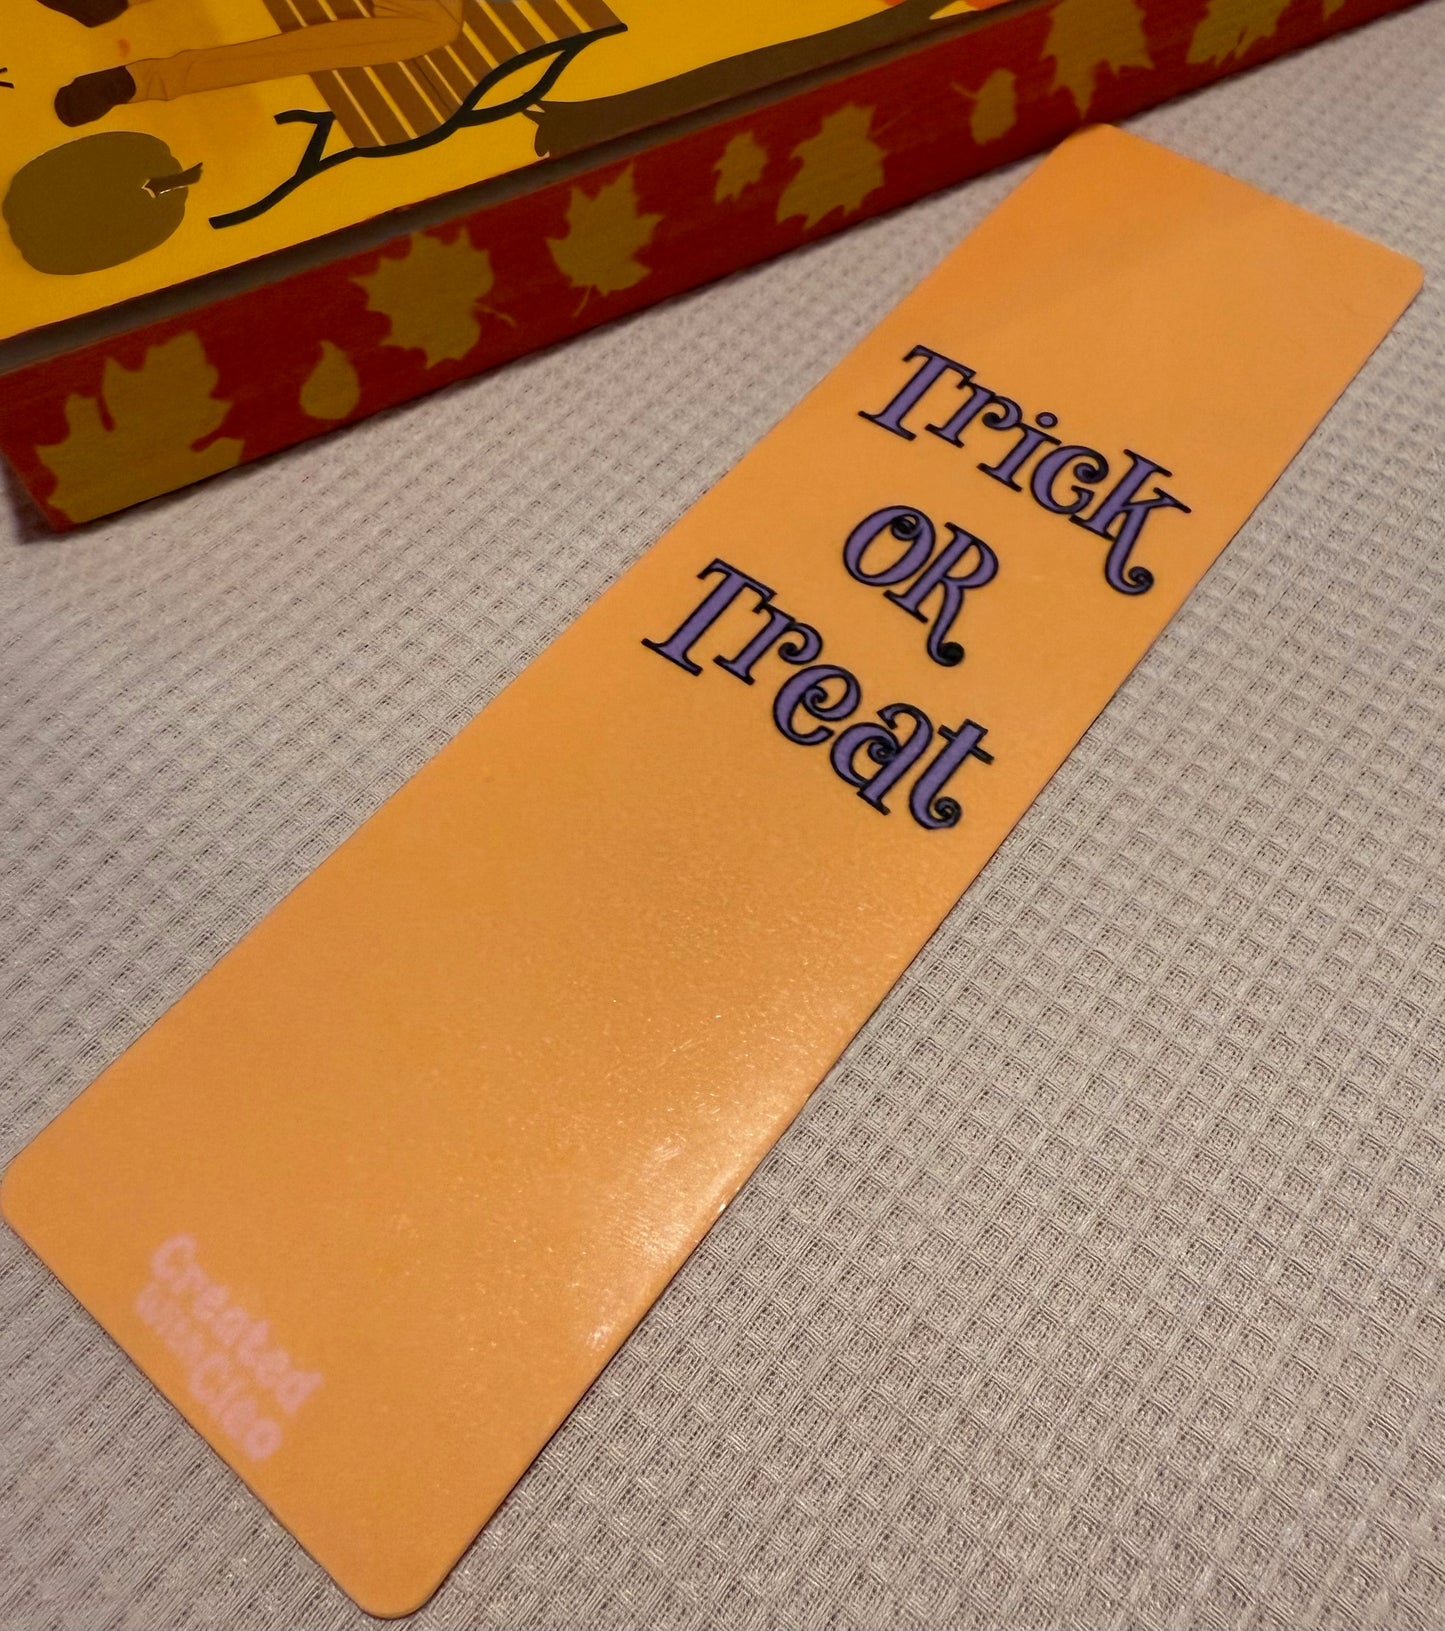 Trick
OR
Treat
Created
with Cleo